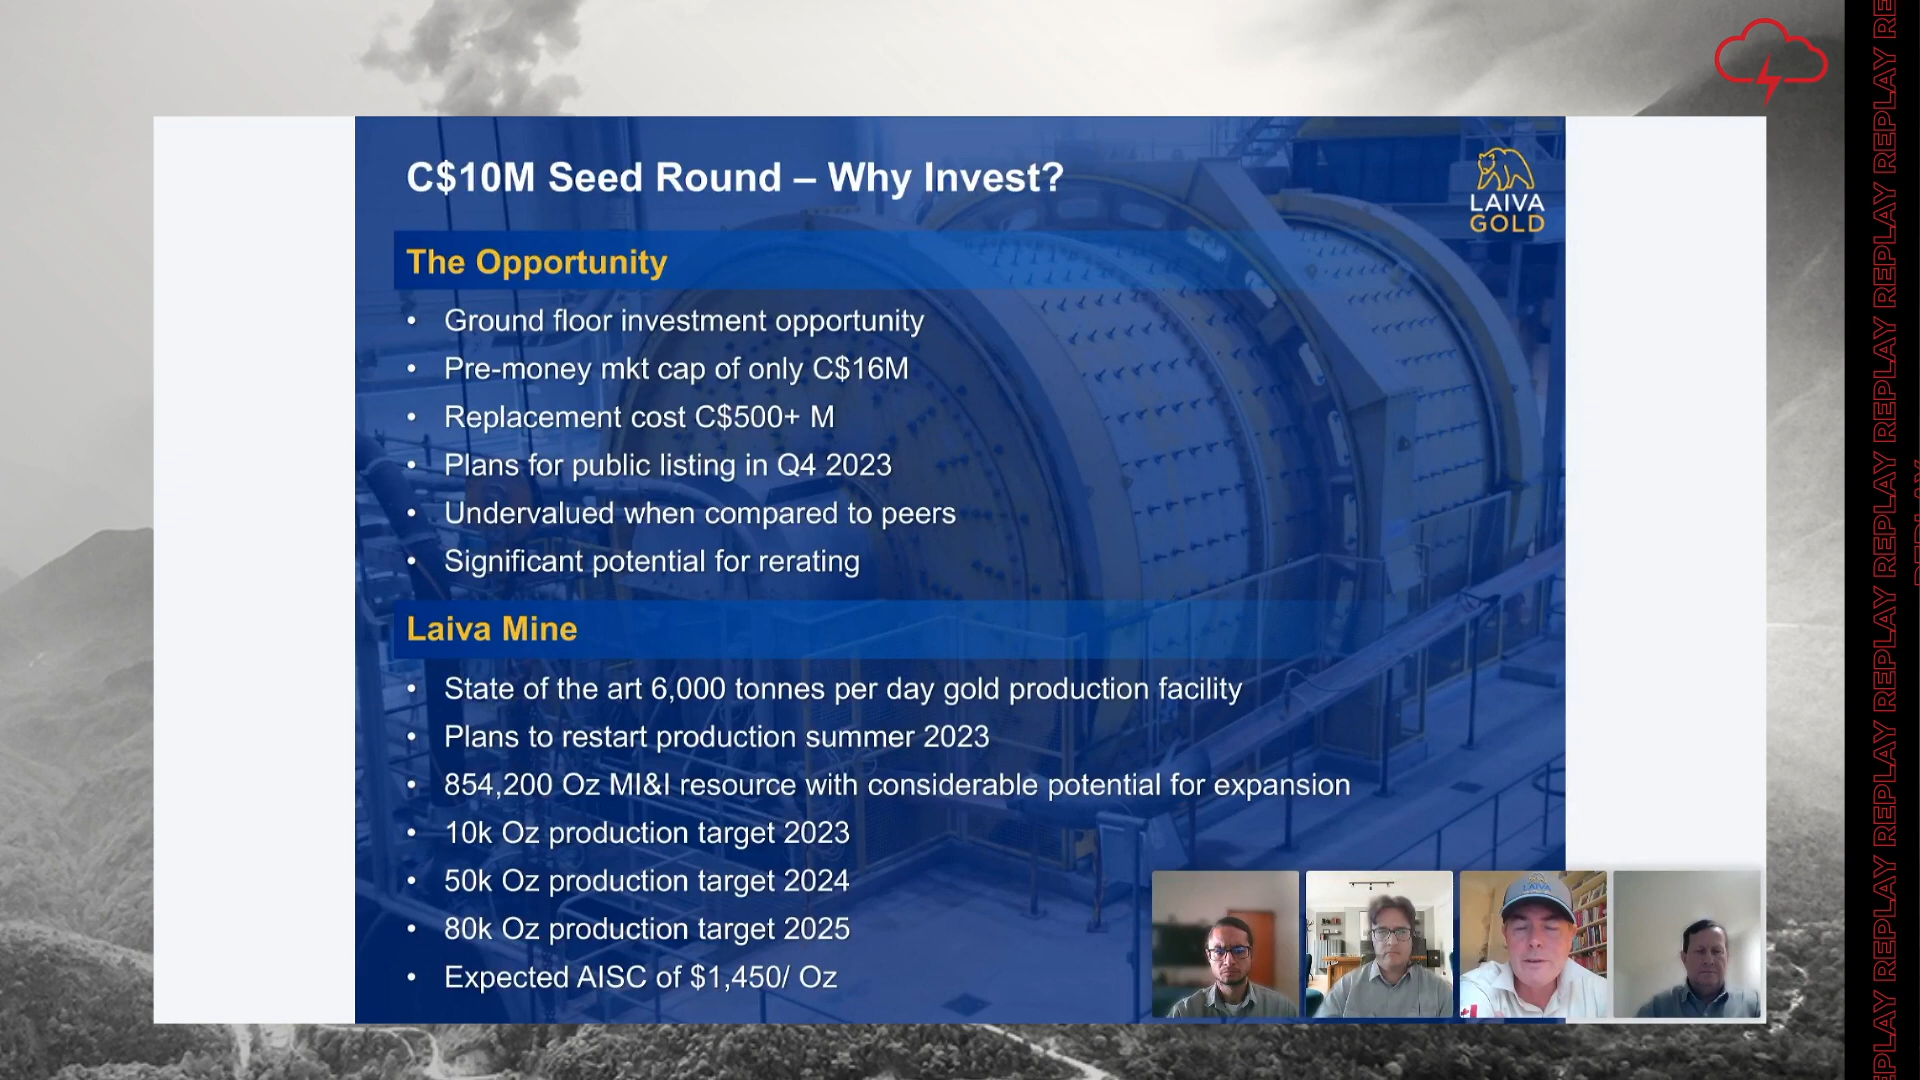 C$10M Seed Round – Why Invest?
LAIVA
GOLD
The Opportunity
• Ground floor investment opportunity
• Pre-money mkt cap of only C$16M
• Replacement cost C$500+ M
• Plans for public listing in Q4 2023
• Undervalued when compared to peers
• Significant potential for rerating
Laiva Mine
• State of the art 6,000 tonnes per day gold production facility
• Plans to restart production summer 2023
• 854,200 Oz MI&I resource with considerable potential for expansion
• 10k Oz production target 2023
• 50k Oz production target 2024
• 80k Oz production target 2025
• Expected AISC of $1,450/ Oz
LAIVA
REPLAY REPLAY REPLAY REPLAY REPLAY REPLAY REPLAY REPLAY REPLAY RE